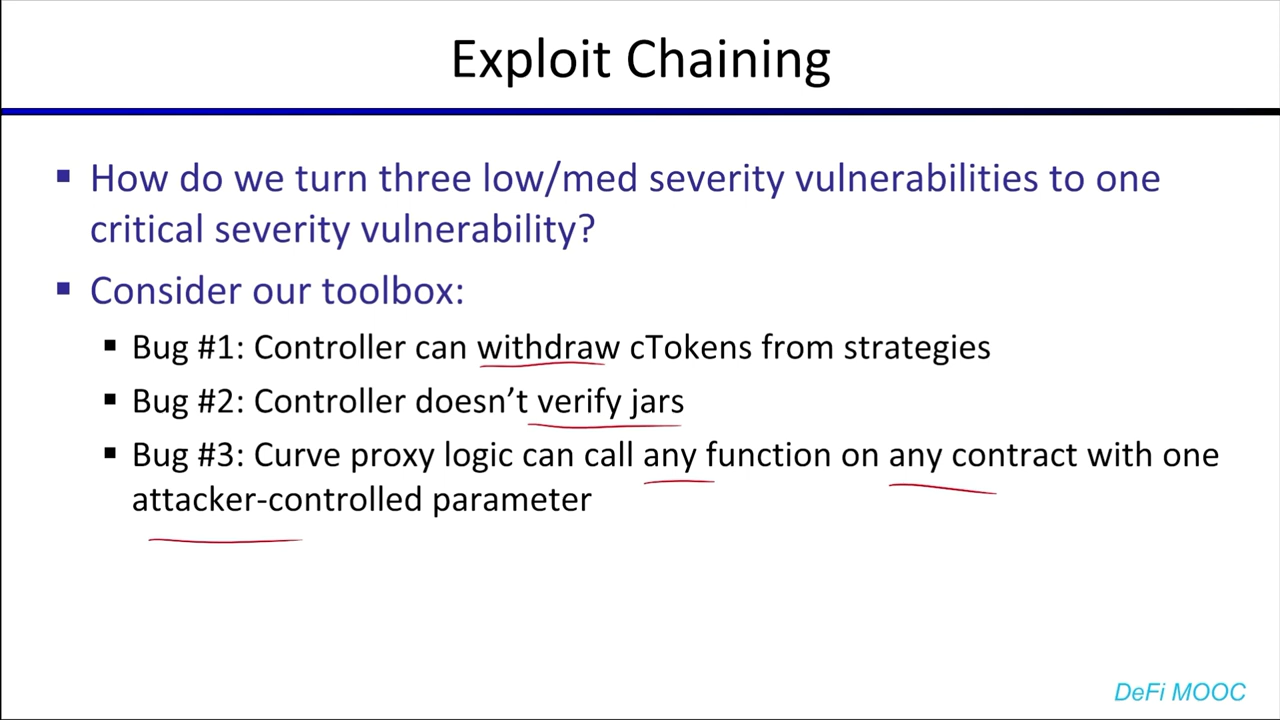 Exploit Chaining
How do we turn three low/med severity vulnerabilities to one
critical severity vulnerability?
Consider our toolbox:
Bug #1: Controller can withdraw cTokens from strategies
Bug #2: Controller doesn’t verify jars
Bug #3: Curve proxy logic can call any function on any contract with one
attacker-controlled parameter
DeFi MOOC